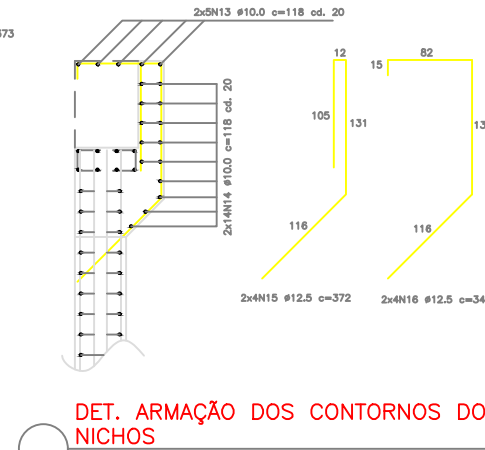 2x5N13 ø10.0 c=118 cd. 20
573
12
82
15
105
131
13
2x14N14 ø10.0 c=118 cd. 20
116
116
2x4N15 ø12.5 c=372
2x4N16 ø12.5 c=34
DET. ARMAÇÃO DOS CONTORNOS DO
NICHOS